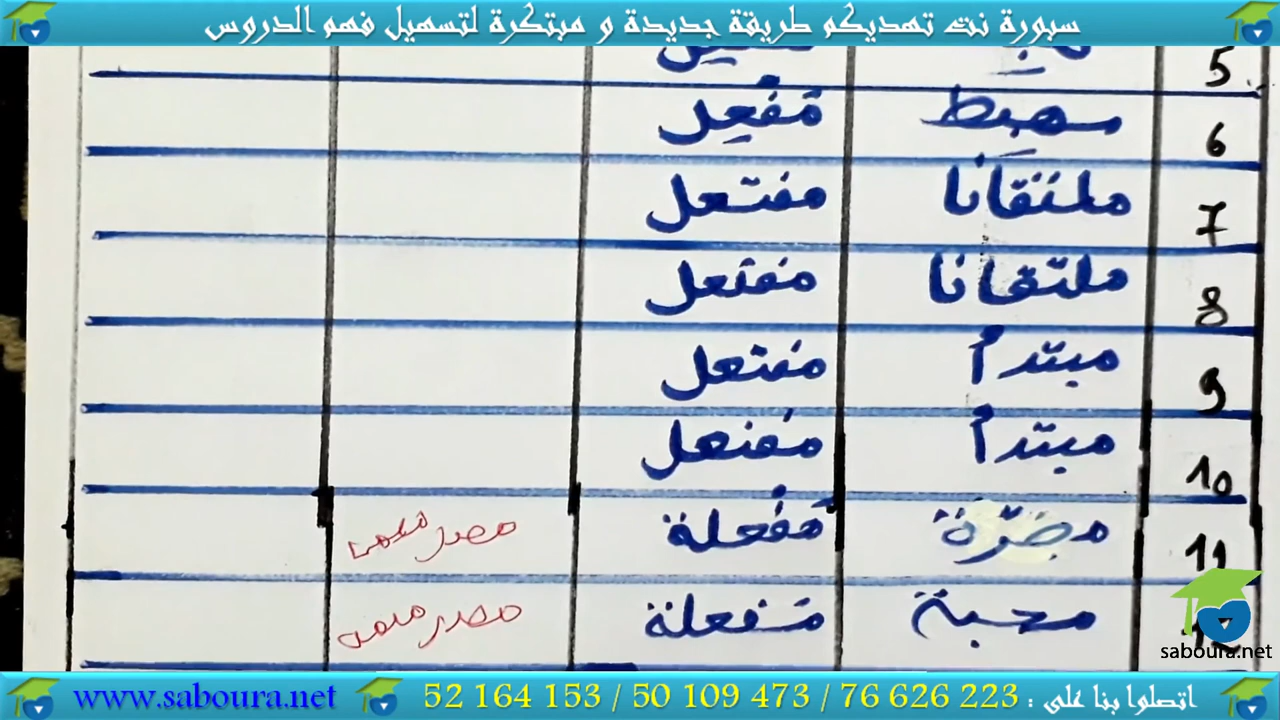 سبورة نت تهديكم طريقة جديدة و مبتكرة لتسهيل فهم الدروس
5
6 مهبط مَفْعِل
7 ملتقانا مفتعل
8 ملتقانا مفتعل
9 مبتدأ مفتعل
10 مبتدأ مفتعل
11 مضرّة مَفْعلة مصدر ميمي
محبة مَفعلة مصدر ميمي
saboura.net
اتصلوا بنا على : 223 626 76 / 473 109 50 / 153 164 52 www.saboura.net